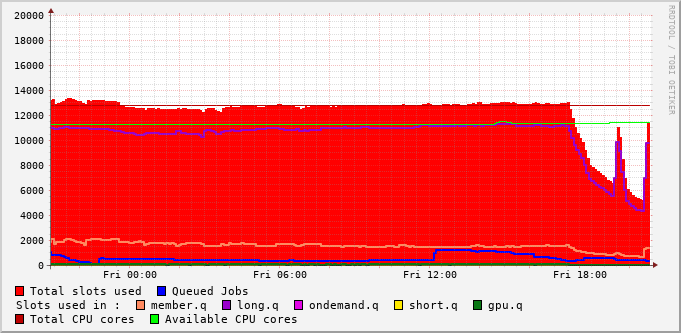 RRDTOOL / TOBI OETIKER
20000
18000
16000
14000
12000
10000
8000
6000
4000
2000
0
Fri 00:00 Fri 06:00 Fri 12:00 Fri 18:00
Total slots used Queued Jobs
Slots used in : member.q long.q ondemand.q short.q gpu.q
Total CPU cores Available CPU cores